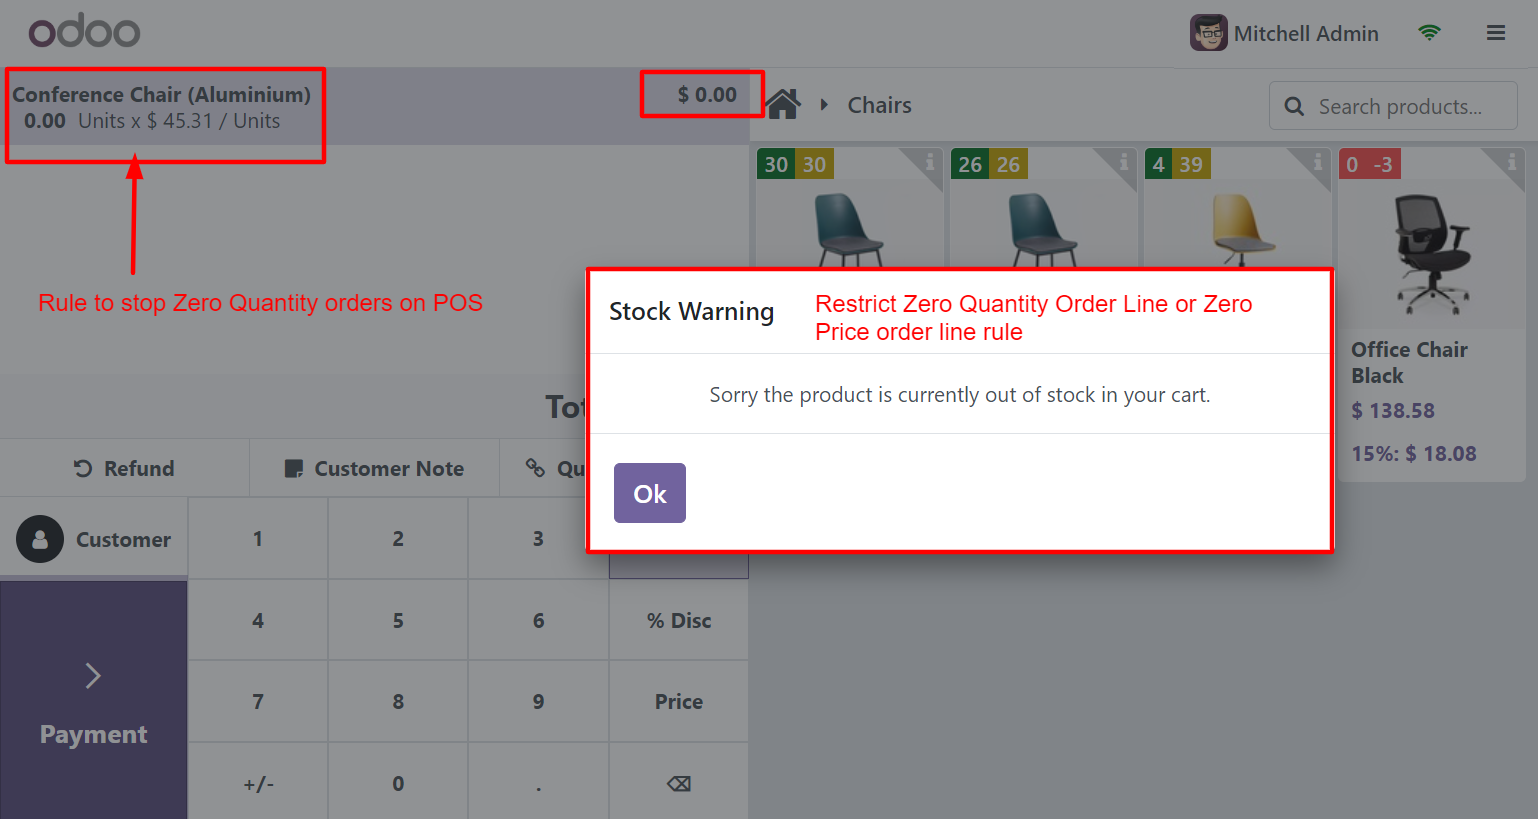 odoo
Mitchell Admin
Conference Chair (Aluminium)
0.00 Units x $ 45.31 / Units
$ 0.00
Chairs
Search products...
30 30
26 26
4 39
0 -3
Rule to stop Zero Quantity orders on POS
Stock Warning
Restrict Zero Quantity Order Line or Zero
Price order line rule
Sorry the product is currently out of stock in your cart.
Ok
Office Chair
Black
$ 138.58
15%: $ 18.08
Refund
Customer Note
Customer
1 2 3
4 5 6 % Disc
7 8 9 Price
Payment
+/- 0 .